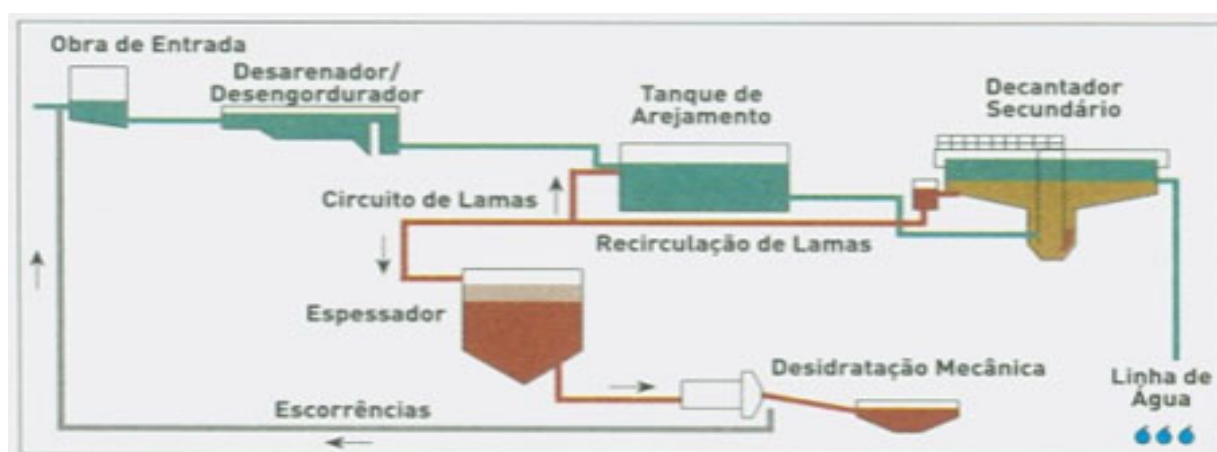 Obra de Entrada
Desarenador/
Desengordurador
Tanque de
Arejamento
Decantador
Secundário
Circuito de Lamas
Recirculação de Lamas
Espessador
Desidratação Mecânica
Linha de
Água
Escorrências